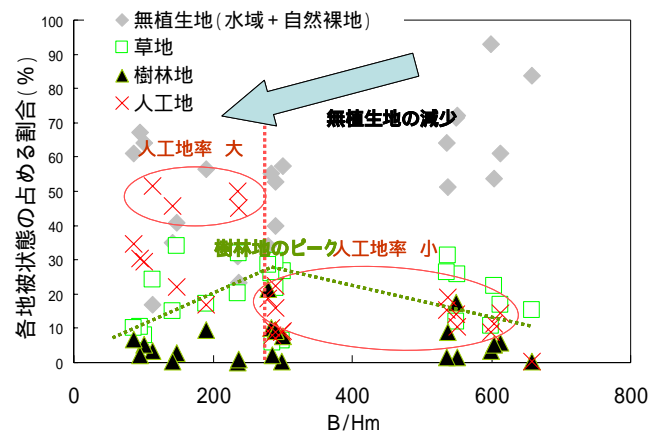 各地被状態の占める割合(%)
100
90
80
70
60
50
40
30
20
10
0
無植生地(水域+自然裸地)
草地
樹林地
人工地
無植生地の減少
人工地率 大
樹林地のピーク
人工地率 小
0 200 400 600 800
B/Hm